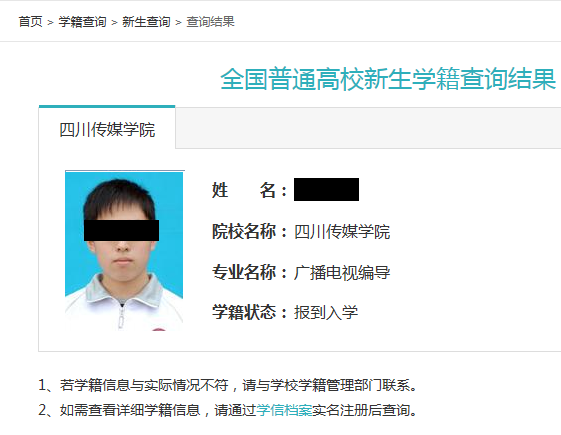 首页 > 学籍查询 > 新生查询 > 查询结果
全国普通高校新生学籍查询结果
四川传媒学院
姓 名：
院校名称：四川传媒学院
专业名称：广播电视编导
学籍状态：报到入学
1、若学籍信息与实际情况不符，请与学校学籍管理部门联系。
2、如需查看详细学籍信息，请通过学信档案实名注册后查询。